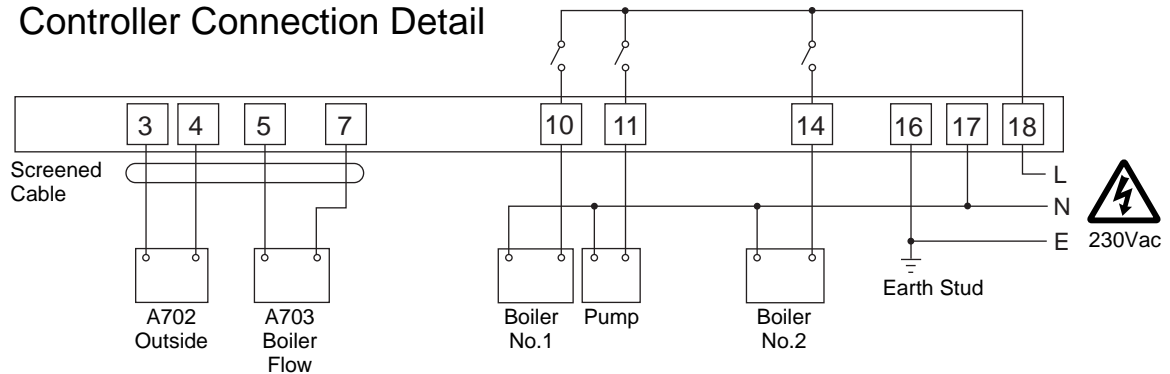 Controller Connection Detail
3 4 5 7 10 11 14 16 17 18
Screened
Cable
L
N
E
230Vac
Earth Stud
A702
Outside
A703
Boiler
Flow
Boiler
No.1
Pump
Boiler
No.2